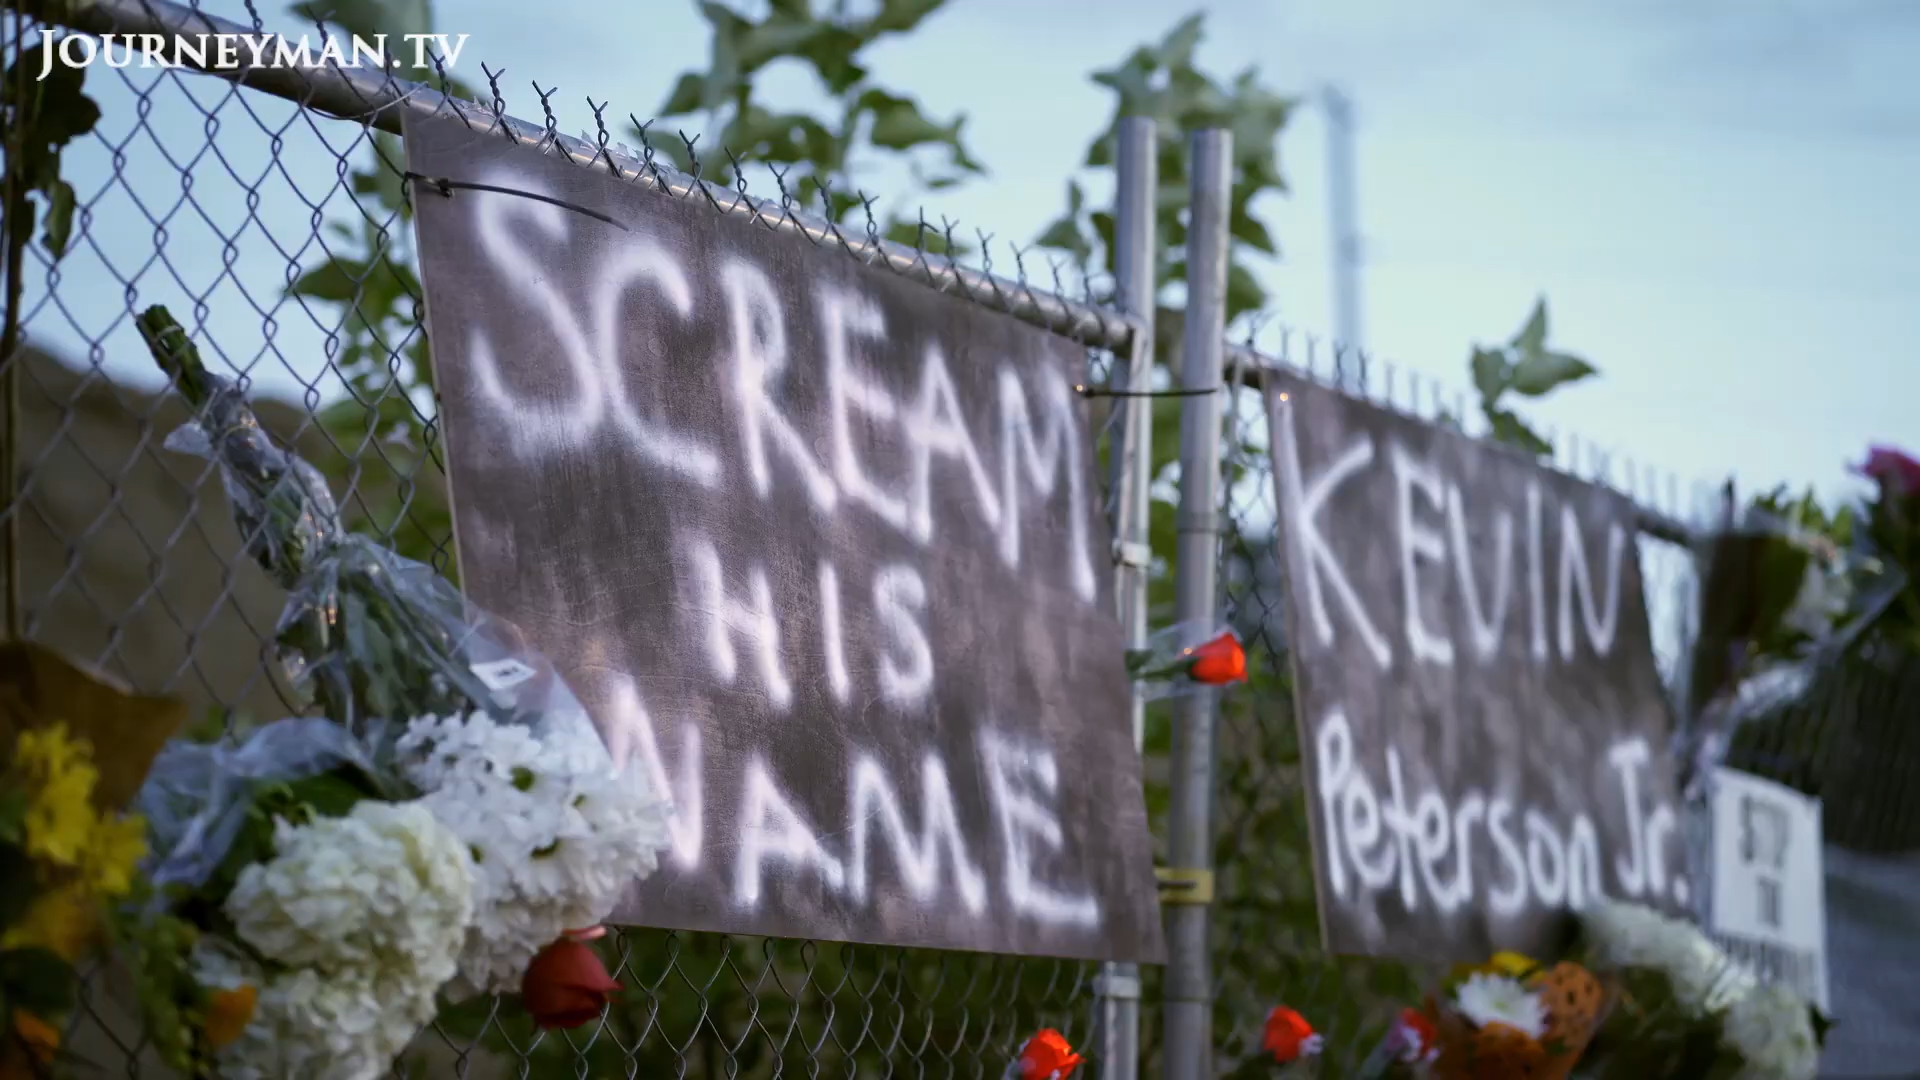 JOURNEYMAN.TV
SCREAM
HIS
NAME
KEVIN
Peterson Jr.